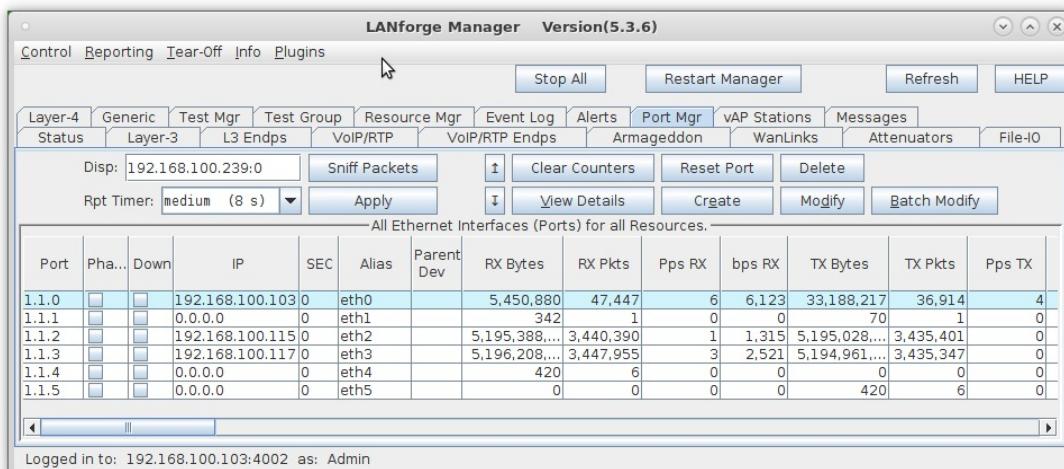 LANforge Manager Version(5.3.6)
Control Reporting Tear-Off Info Plugins
Stop All Restart Manager Refresh HELP
Layer-4 Generic Test Mgr Test Group Resource Mgr Event Log Alerts Port Mgr vAP Stations Messages
Status Layer-3 L3 Endps VoIP/RTP VoIP/RTP Endps Armageddon WanLinks Attenuators File-IO
Disp: 192.168.100.239:0 Sniff Packets ↥ Clear Counters Reset Port Delete
Rpt Timer: medium (8 s) Apply ↧ View Details Create Modify Batch Modify
All Ethernet Interfaces (Ports) for all Resources.
Port Pha... Down IP SEC Alias Parent Dev RX Bytes RX Pkts Pps RX bps RX TX Bytes TX Pkts Pps TX
1.1.0 192.168.100.103 0 eth0 5,450,880 47,447 6 6,123 33,188,217 36,914 4
1.1.1 0.0.0.0 0 eth1 342 1 0 0 70 1 0
1.1.2 192.168.100.115 0 eth2 5,195,388,... 3,440,390 1 1,315 5,195,028,... 3,435,401 0
1.1.3 192.168.100.117 0 eth3 5,196,208,... 3,447,955 3 2,521 5,194,961,... 3,435,347 0
1.1.4 0.0.0.0 0 eth4 420 6 0 0 0 0 0
1.1.5 0.0.0.0 0 eth5 0 0 0 0 420 6 0
Logged in to: 192.168.100.103:4002 as: Admin